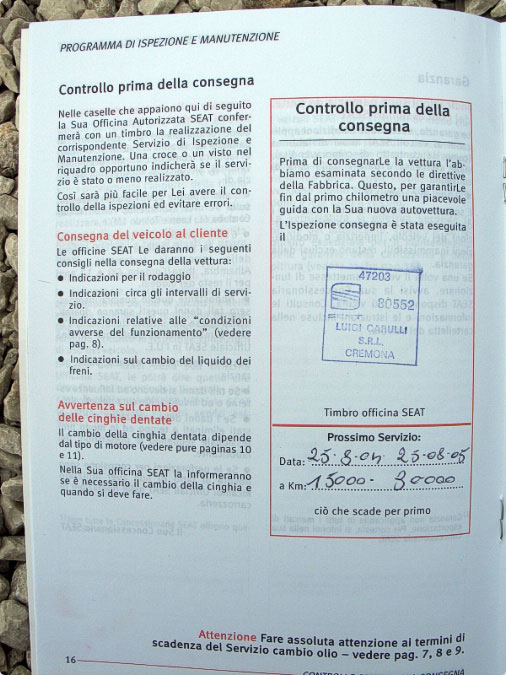 PROGRAMMA DI ISPEZIONE E MANUTENZIONE
Controllo prima della consegna
Nelle caselle che appaiono qui di seguito
la Sua Officina Autorizzata SEAT confer-
merà con un timbro la realizzazione del
corrispondente Servizio di Ispezione e
Manutenzione. Una croce o un visto nel
riquadro opportuno indicherà se il servi-
zio è stato o meno realizzato.
Così sarà più facile per Lei avere il con-
trollo della ispezioni ed evitare errori.
Consegna del veicolo al cliente
Le officine SEAT Le daranno i seguenti
consigli nella consegna della vettura:
● Indicazioni per il rodaggio
● Indicazioni circa gli intervalli di servi-
zio.
● Indicazioni relative alle “condizioni
avverse del funzionamento” (vedere
pag. 8).
● Indicazioni sul cambio del liquido dei
freni.
Avvertenza sul cambio
delle cinghie dentate
Il cambio della cinghia dentata dipende
dal tipo di motore (vedere pure paginas 10
e 11).
Nella Sua officina SEAT la informeranno
se è necessario il cambio della cinghia e
quando si deve fare.
Controllo prima della
consegna
Prima di consegnarLe la vettura l'ab-
biamo esaminata secondo le direttive
della Fabbrica. Questo, per garantirLe
fin dal primo chilometro una piacevole
guida con la Sua nuova autovettura.
L'Ispezione consegna è stata eseguita
il
47203
80552
LUIGI CABULLI
S.R.L.
CREMONA
Timbro officina SEAT
Prossimo Servizio:
Data: 25-8-04 25-08-05
a Km: 15000- 30000
ciò che scade per primo
Attenzione Fare assoluta attenzione ai termini di
scadenza del Servizio cambio olio – vedere pag. 7, 8 e 9.
16